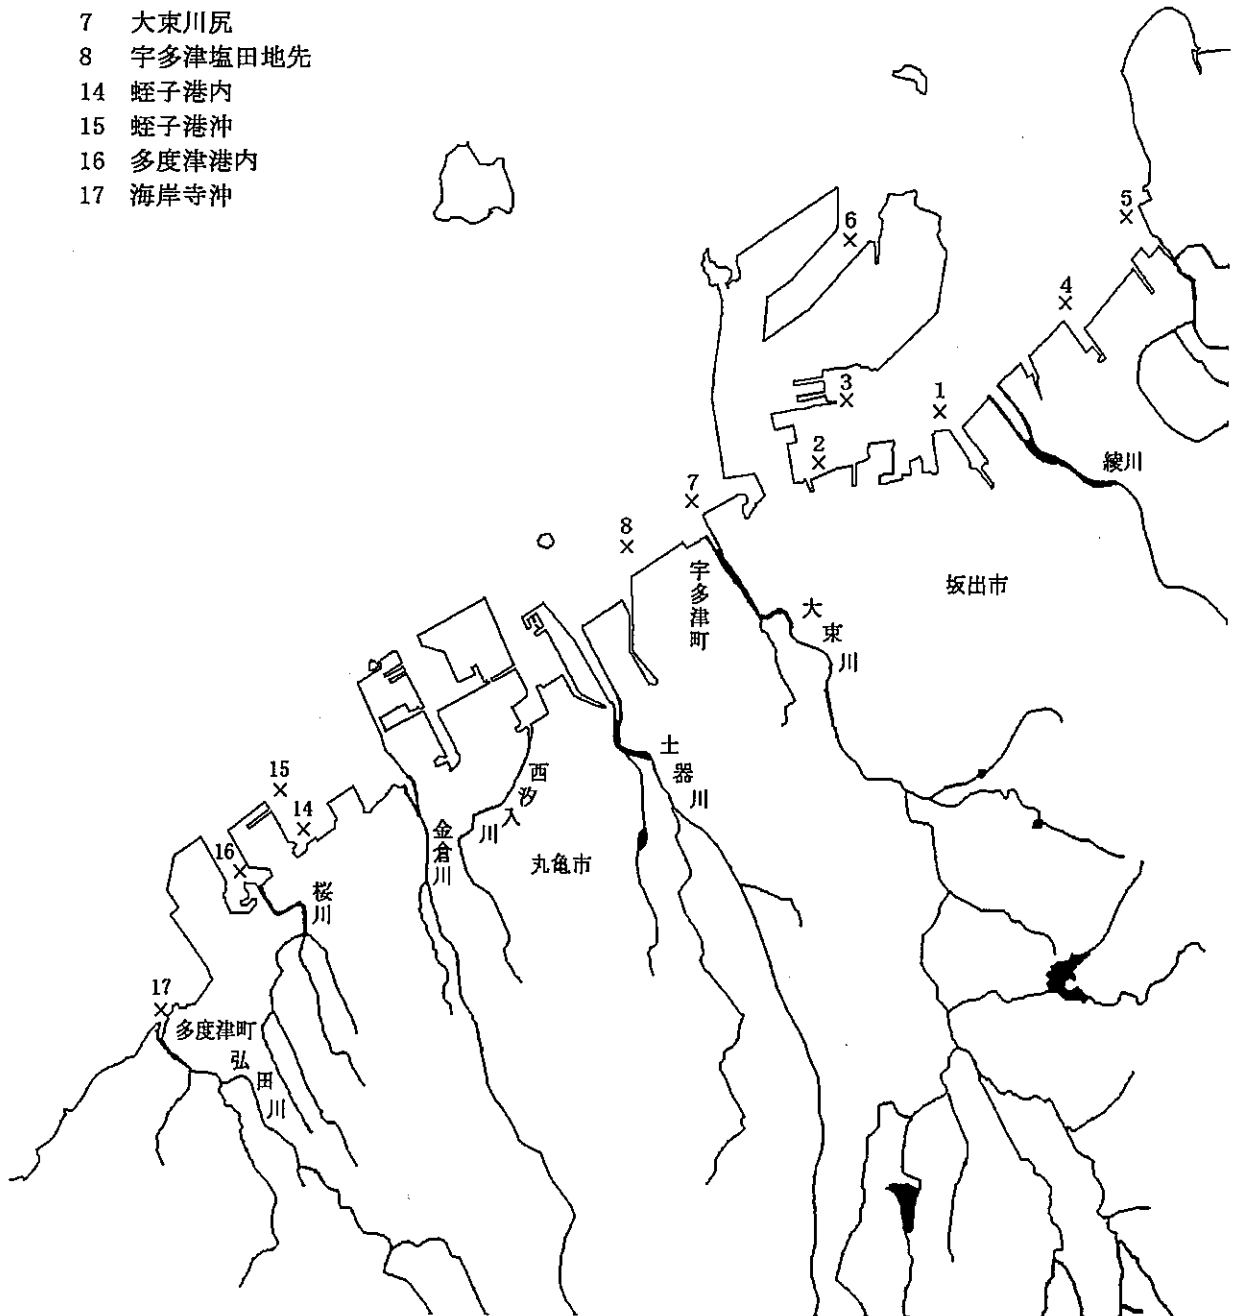 7 大束川尻
8 宇多津塩田地先
14 蛭子港内
15 蛭子港沖
16 多度津港内
17 海岸寺沖
5
6
4
3
1
2
綾川
7
8
宇多津町
坂出市
大束川
土器川
西汐入川
15
14
金倉川
丸亀市
16
桜川
17
多度津町
弘田川